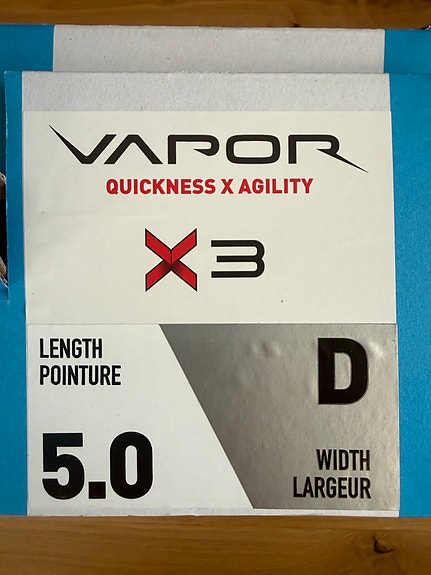 VAPOR
QUICKNESS X AGILITY
X3
LENGTH
POINTURE
5.0
D
WIDTH
LARGEUR